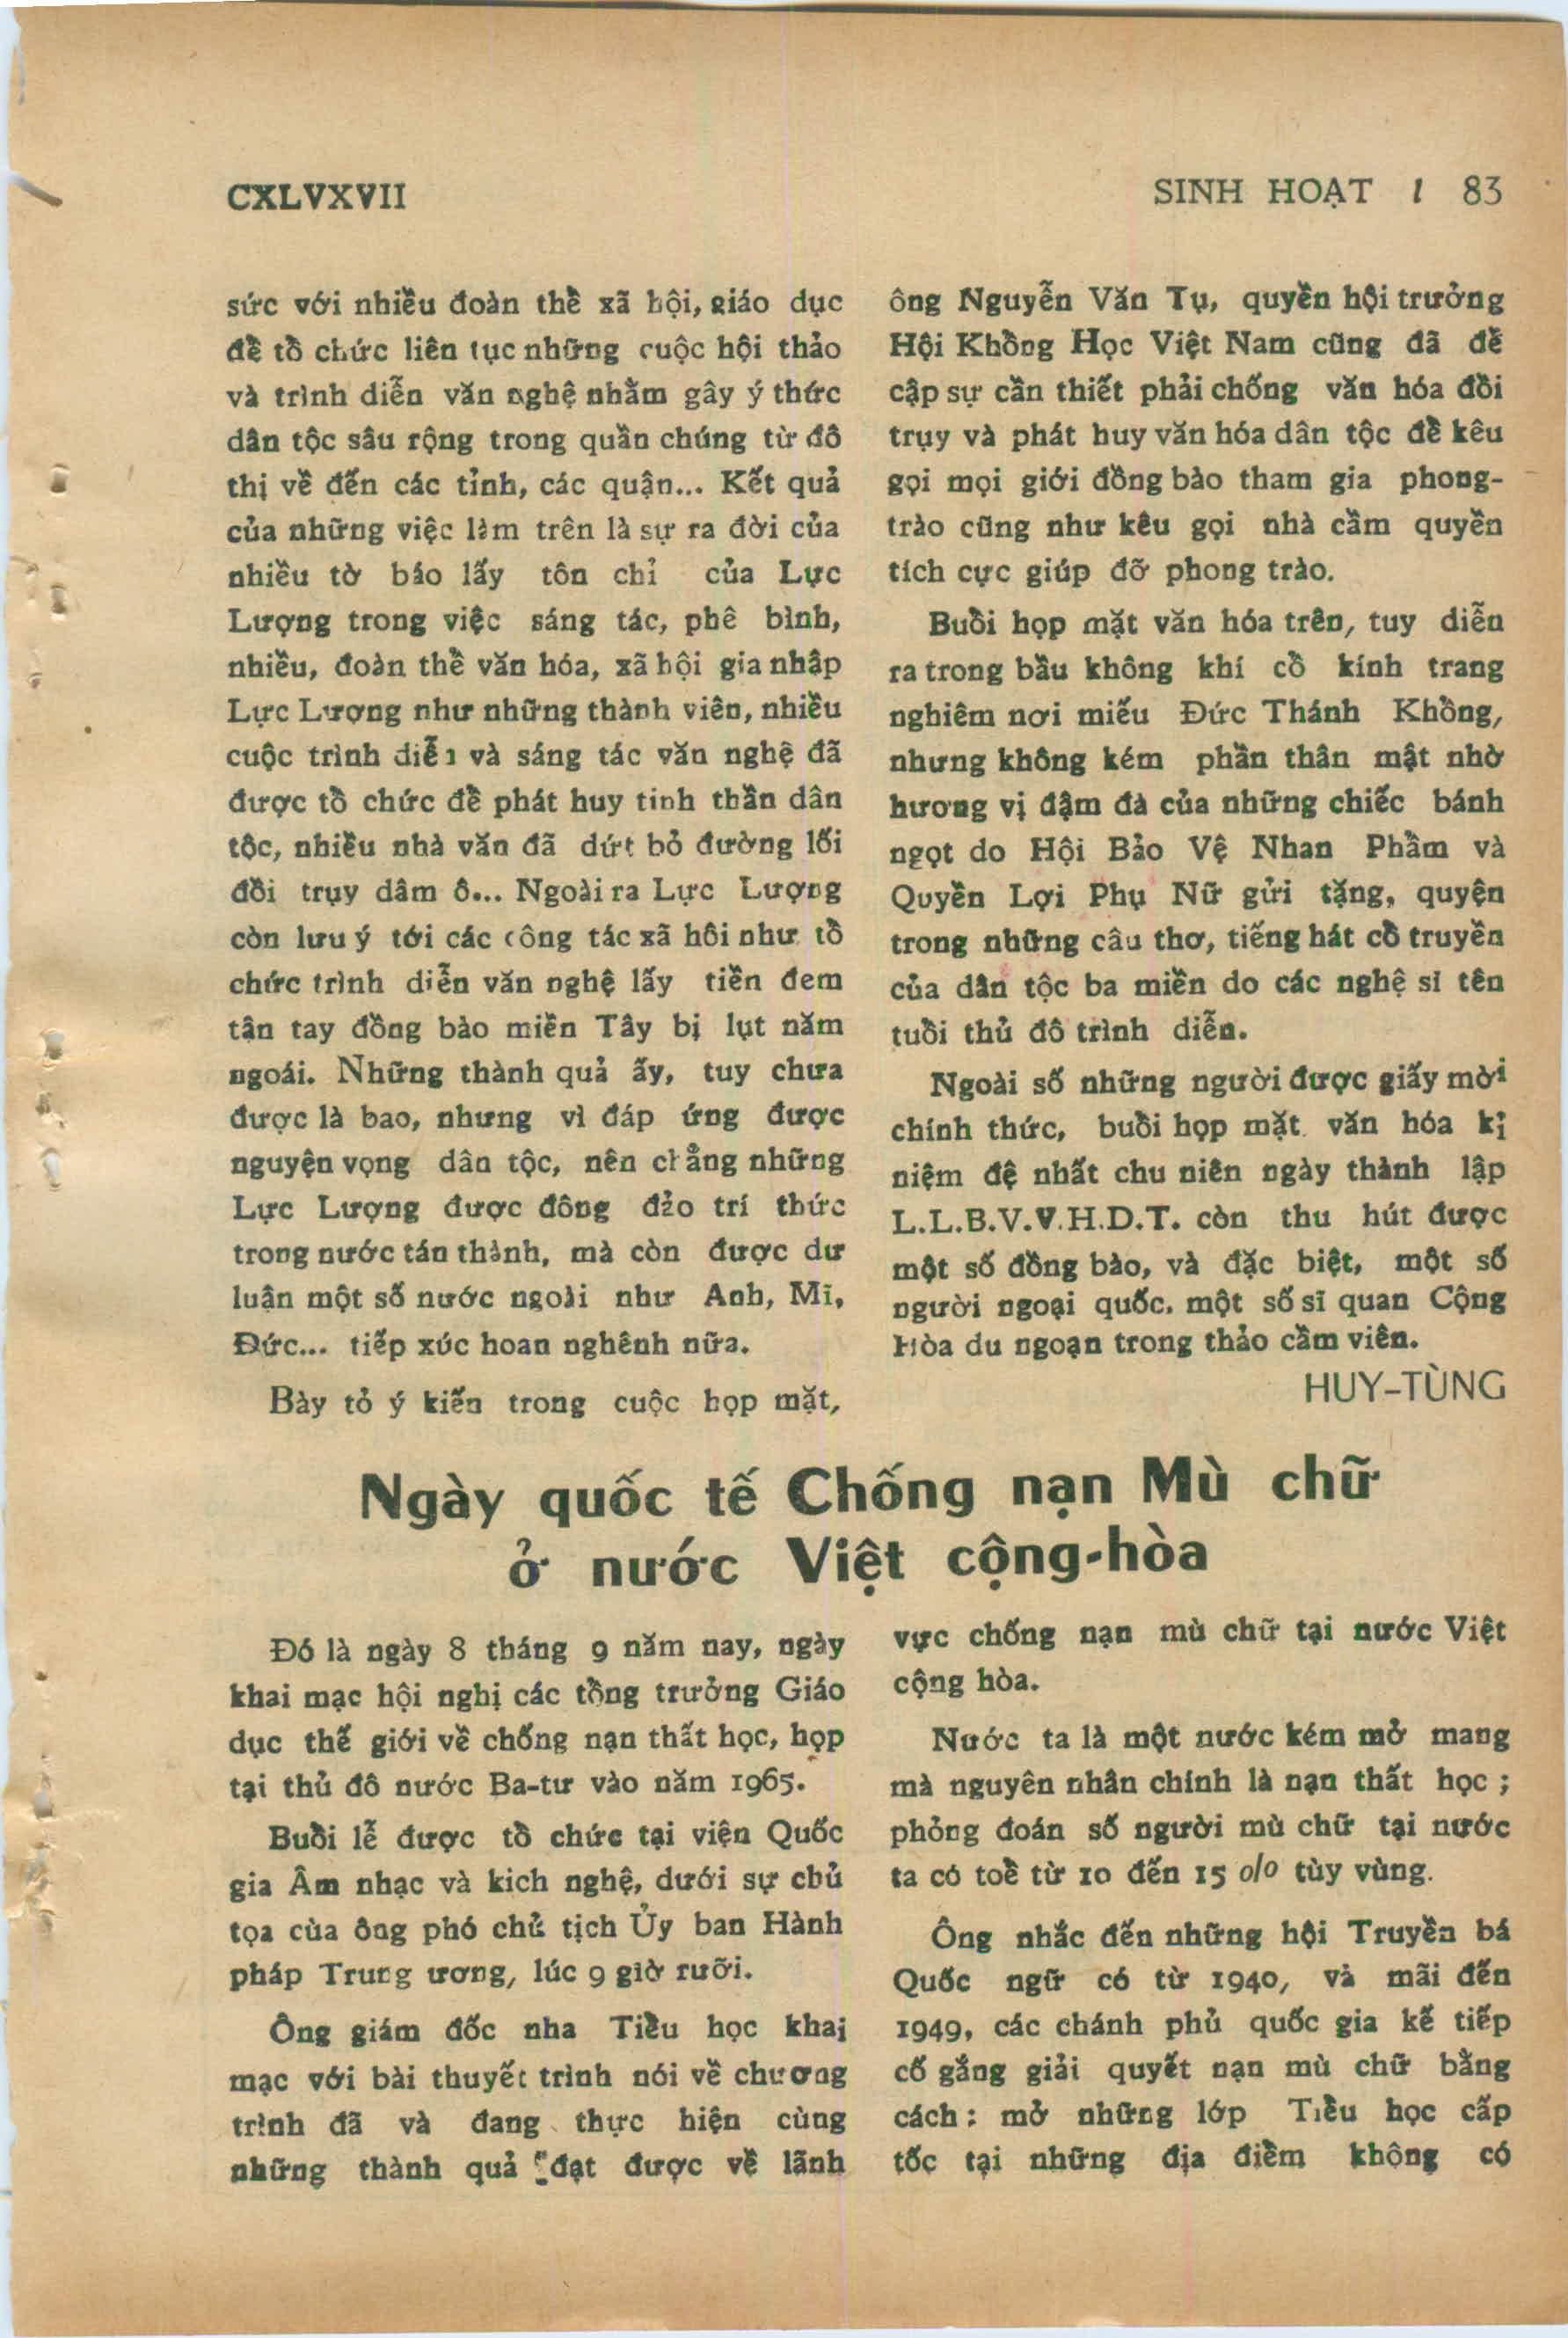 CXLVXVII
SINH HOẠT / 83
sức với nhiều đoàn thể xã hội, giáo dục
để tổ chức liên tục những cuộc hội thảo
và trình diễn văn nghệ nhằm gây ý thức
dân tộc sâu rộng trong quần chúng từ đô
thị về đến các tỉnh, các quận... Kết quả
của những việc làm trên là sự ra đời của
nhiều tờ báo lấy tôn chỉ của Lực
Lượng trong việc sáng tác, phê bình,
nhiều, đoàn thể văn hóa, xã hội gia nhập
Lực Lượng như những thành viên, nhiều
cuộc trình diễn và sáng tác văn nghệ đã
được tổ chức để phát huy tinh thần dân
tộc, nhiều nhà văn đã dứt bỏ đường lối
đồi trụy dâm ô... Ngoài ra Lực Lượng
còn lưu ý tới các công tác xã hôi như tổ
chức trình diễn văn nghệ lấy tiền đem
tận tay đồng bào miền Tây bị lụt năm
ngoái. Những thành quả ấy, tuy chưa
được là bao, nhưng vì đáp ứng được
nguyện vọng dân tộc, nên chẳng những
Lực Lượng được đông đảo trí thức
trong nước tán thành, mà còn được dư
luận một số nước ngoài như Anh, Mĩ,
Đức... tiếp xúc hoan nghênh nữa.
Bày tỏ ý kiến trong cuộc họp mặt,
ông Nguyễn Văn Tụ, quyền hội trưởng
Hội Khổng Học Việt Nam cũng đã đề
cập sự cần thiết phải chống văn hóa đồi
trụy và phát huy văn hóa dân tộc để kêu
gọi mọi giới đồng bào tham gia phong-
trào cũng như kêu gọi nhà cầm quyền
tích cực giúp đỡ phong trào.
Buổi họp mặt văn hóa trên, tuy diễn
ra trong bầu không khí cổ kính trang
nghiêm nơi miếu Đức Thánh Khổng,
nhưng không kém phần thân mật nhờ
hương vị đậm đà của những chiếc bánh
ngọt do Hội Bảo Vệ Nhan Phẩm và
Quyền Lợi Phụ Nữ gửi tặng, quyện
trong những câu thơ, tiếng hát cổ truyền
của dân tộc ba miền do các nghệ sĩ tên
tuổi thủ đô trình diễn.
Ngoài số những người được giấy mời
chính thức, buổi họp mặt văn hóa kỉ
niệm đệ nhất chu niên ngày thành lập
L.L.B.V.V.H.D.T. còn thu hút được
một số đồng bào, và đặc biệt, một số
người ngoại quốc. một số sĩ quan Cộng
Hòa du ngoạn trong thảo cầm viên.
HUY-TÙNG
Ngày quốc tế Chống nạn Mù chữ
ở nước Việt cộng-hòa
Đó là ngày 8 tháng 9 năm nay, ngày
khai mạc hội nghị các tổng trưởng Giáo
dục thế giới về chống nạn thất học, họp
tại thủ đô nước Ba-tư vào năm 1965.
Buổi lễ được tổ chức tại viện Quốc
gia Âm nhạc và kịch nghệ, dưới sự chủ
tọa của ông phó chủ tịch Ủy ban Hành
pháp Trung ương, lúc 9 giờ rưỡi.
Ông giám đốc nha Tiểu học khai
mạc với bài thuyết trình nói về chương
trình đã và đang thực hiện cùng
những thành quả đạt được về lãnh
vực chống nạn mù chữ tại nước Việt
cộng hòa.
Nước ta là một nước kém mở mang
mà nguyên nhân chính là nạn thất học ;
phỏng đoán số người mù chữ tại nước
ta có toể từ 10 đến 15 o/o tùy vùng.
Ông nhắc đến những hội Truyền bá
Quốc ngữ có từ 1940, và mãi đến
1949, các chánh phủ quốc gia kế tiếp
cố gắng giải quyết nạn mù chữ bằng
cách : mở những lớp Tiểu học cấp
tốc tại những địa điểm không có